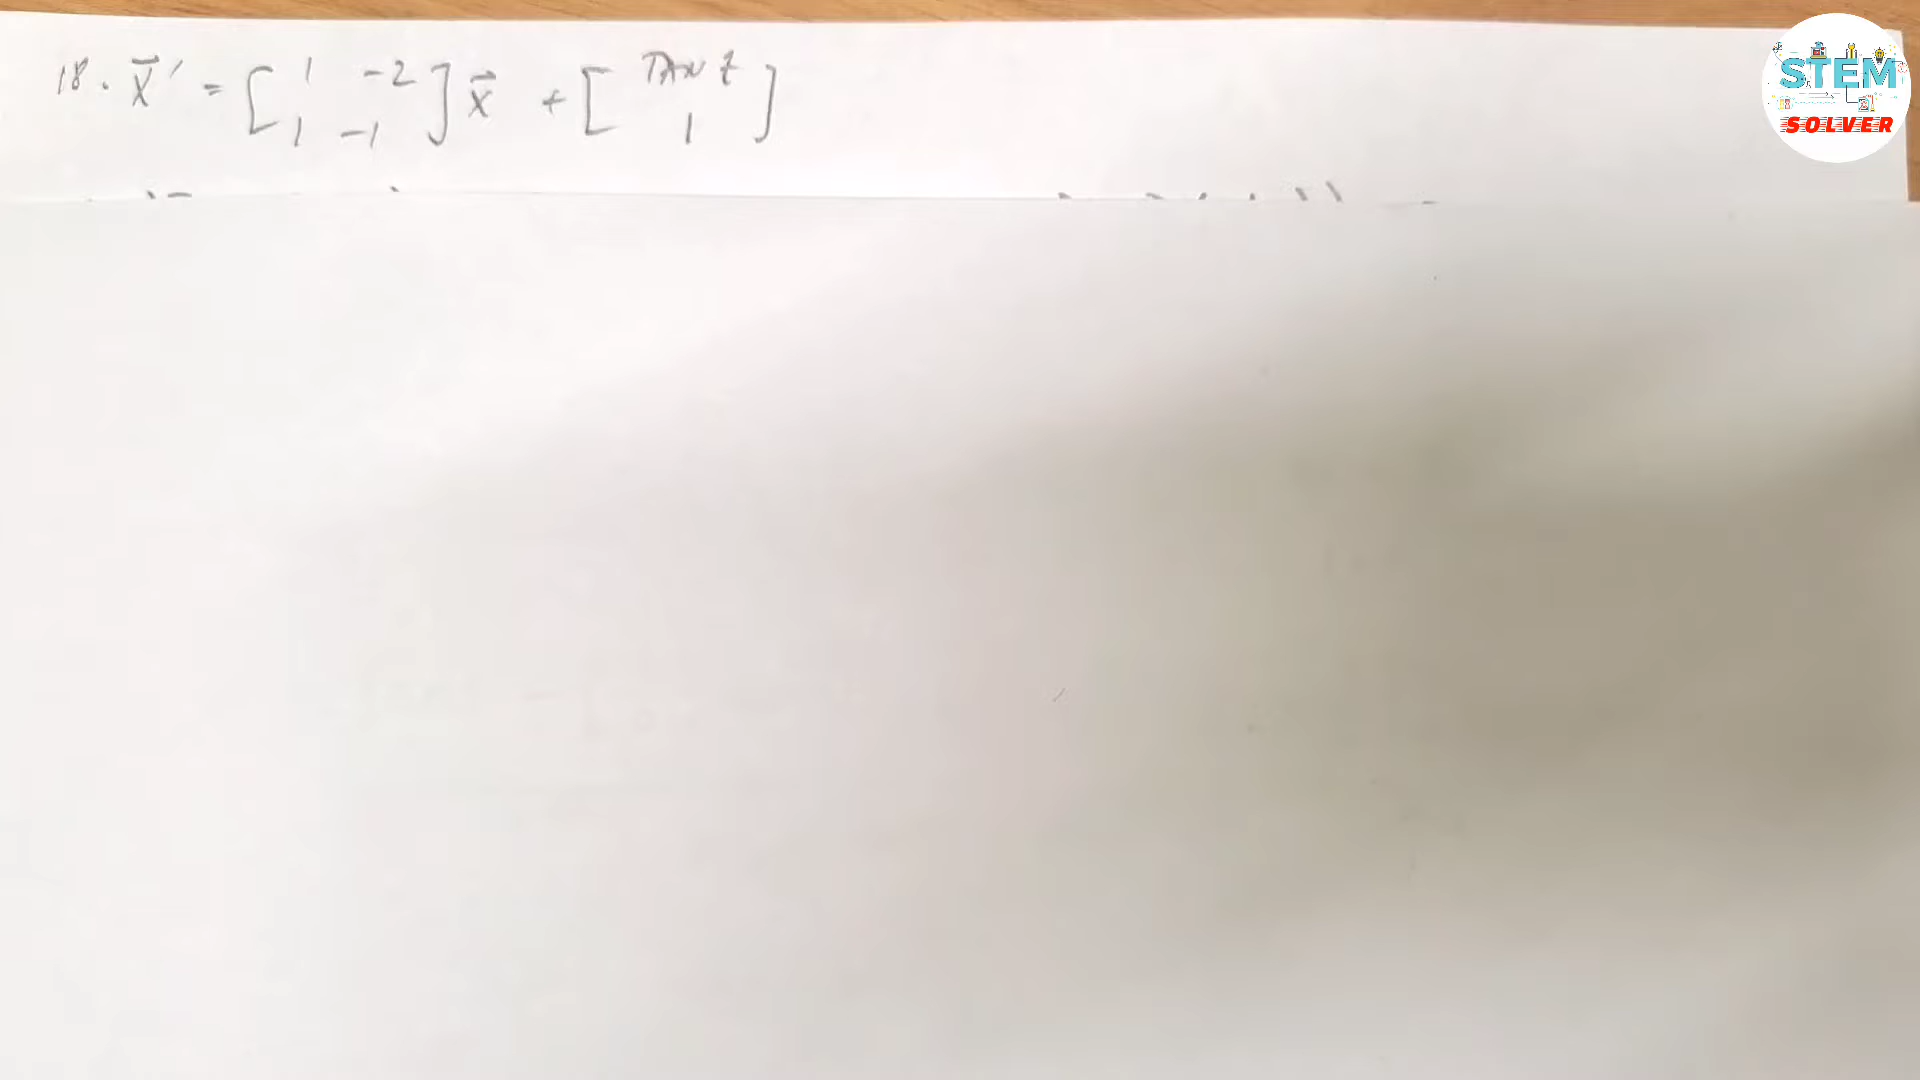 18. x⃗' = [ 1 -2 ] x⃗ + [ TAN t ]
[ 1 -1 ] [ 1 ]
STEM
SOLVER